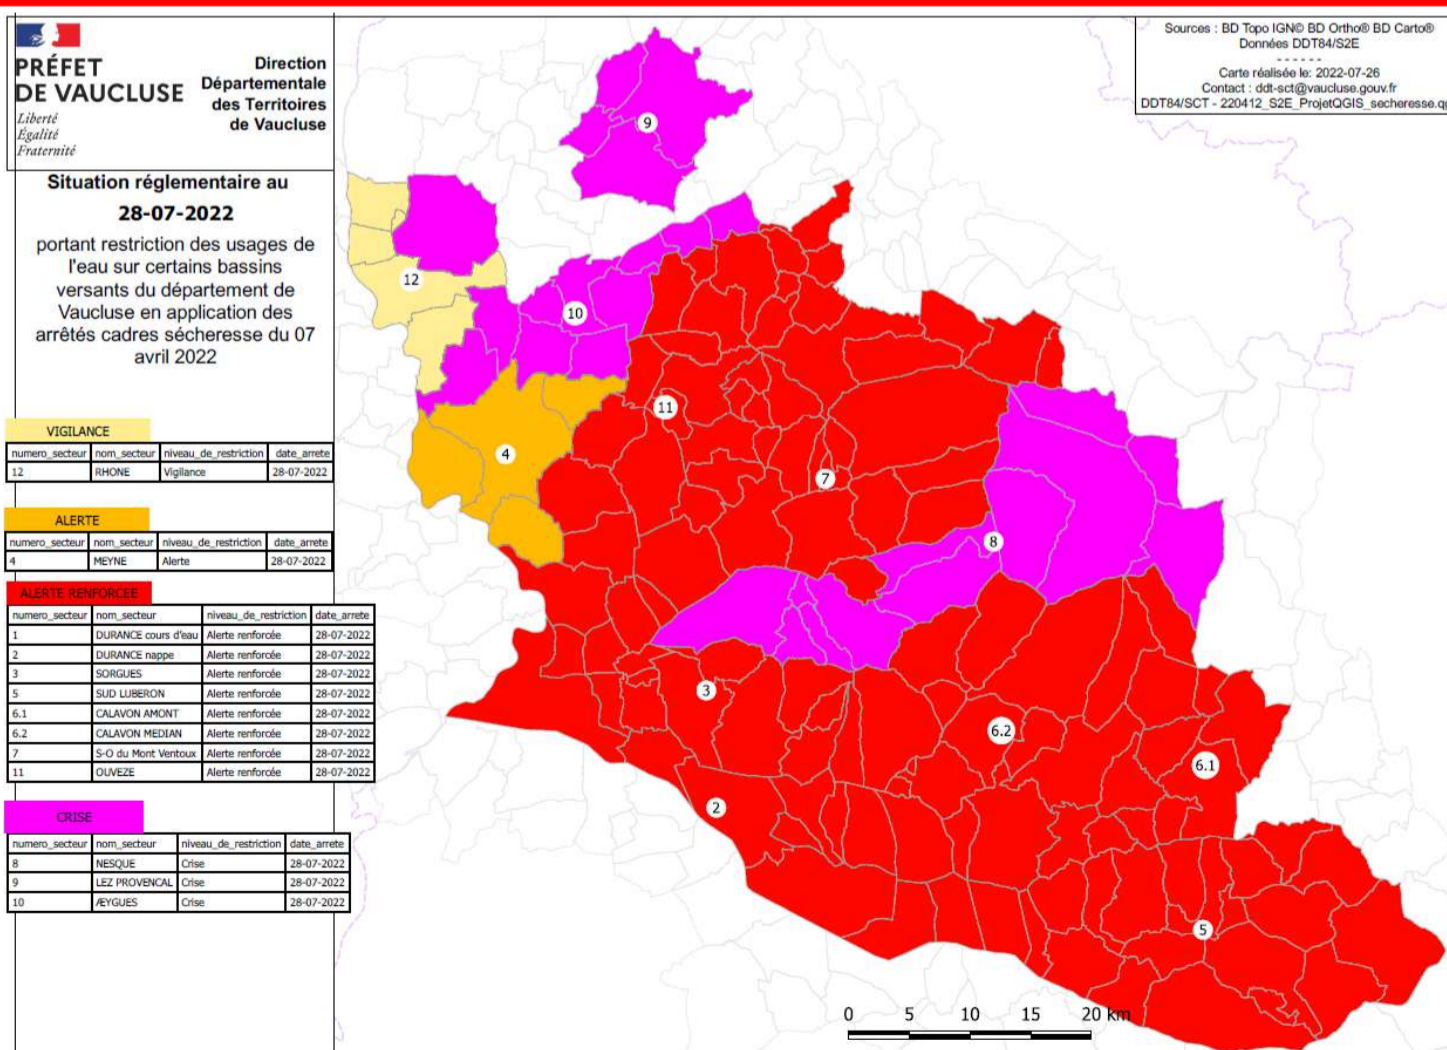 PRÉFET
DE VAUCLUSE
Liberté
Égalité
Fraternité
Direction
Départementale
des Territoires
de Vaucluse
Situation réglementaire au
28-07-2022
portant restriction des usages de
l'eau sur certains bassins
versants du département de
Vaucluse en application des
arrêtés cadres sécheresse du 07
avril 2022
VIGILANCE
numero_secteur nom_secteur niveau_de_restriction date_arrete
12 RHONE Vigilance 28-07-2022
ALERTE
numero_secteur nom_secteur niveau_de_restriction date_arrete
4 MEYNE Alerte 28-07-2022
ALERTE RENFORCEE
numero_secteur nom_secteur niveau_de_restriction date_arrete
1 DURANCE cours d'eau Alerte renforcée 28-07-2022
2 DURANCE nappe Alerte renforcée 28-07-2022
3 SORGUES Alerte renforcée 28-07-2022
5 SUD LUBERON Alerte renforcée 28-07-2022
6.1 CALAVON AMONT Alerte renforcée 28-07-2022
6.2 CALAVON MEDIAN Alerte renforcée 28-07-2022
7 S-O du Mont Ventoux Alerte renforcée 28-07-2022
11 OUVEZE Alerte renforcée 28-07-2022
CRISE
numero_secteur nom_secteur niveau_de_restriction date_arrete
8 NESQUE Crise 28-07-2022
9 LEZ PROVENCAL Crise 28-07-2022
10 ÆYGUES Crise 28-07-2022
Sources : BD Topo IGN© BD Ortho® BD Carto®
Données DDT84/S2E
- - - - - -
Carte réalisée le: 2022-07-26
Contact : ddt-sct@vaucluse.gouv.fr
DDT84/SCT - 220412_S2E_ProjetQGIS_secheresse.q
9
12
10
11
4
7
8
3
6.2
6.1
2
5
0 5 10 15 20 km